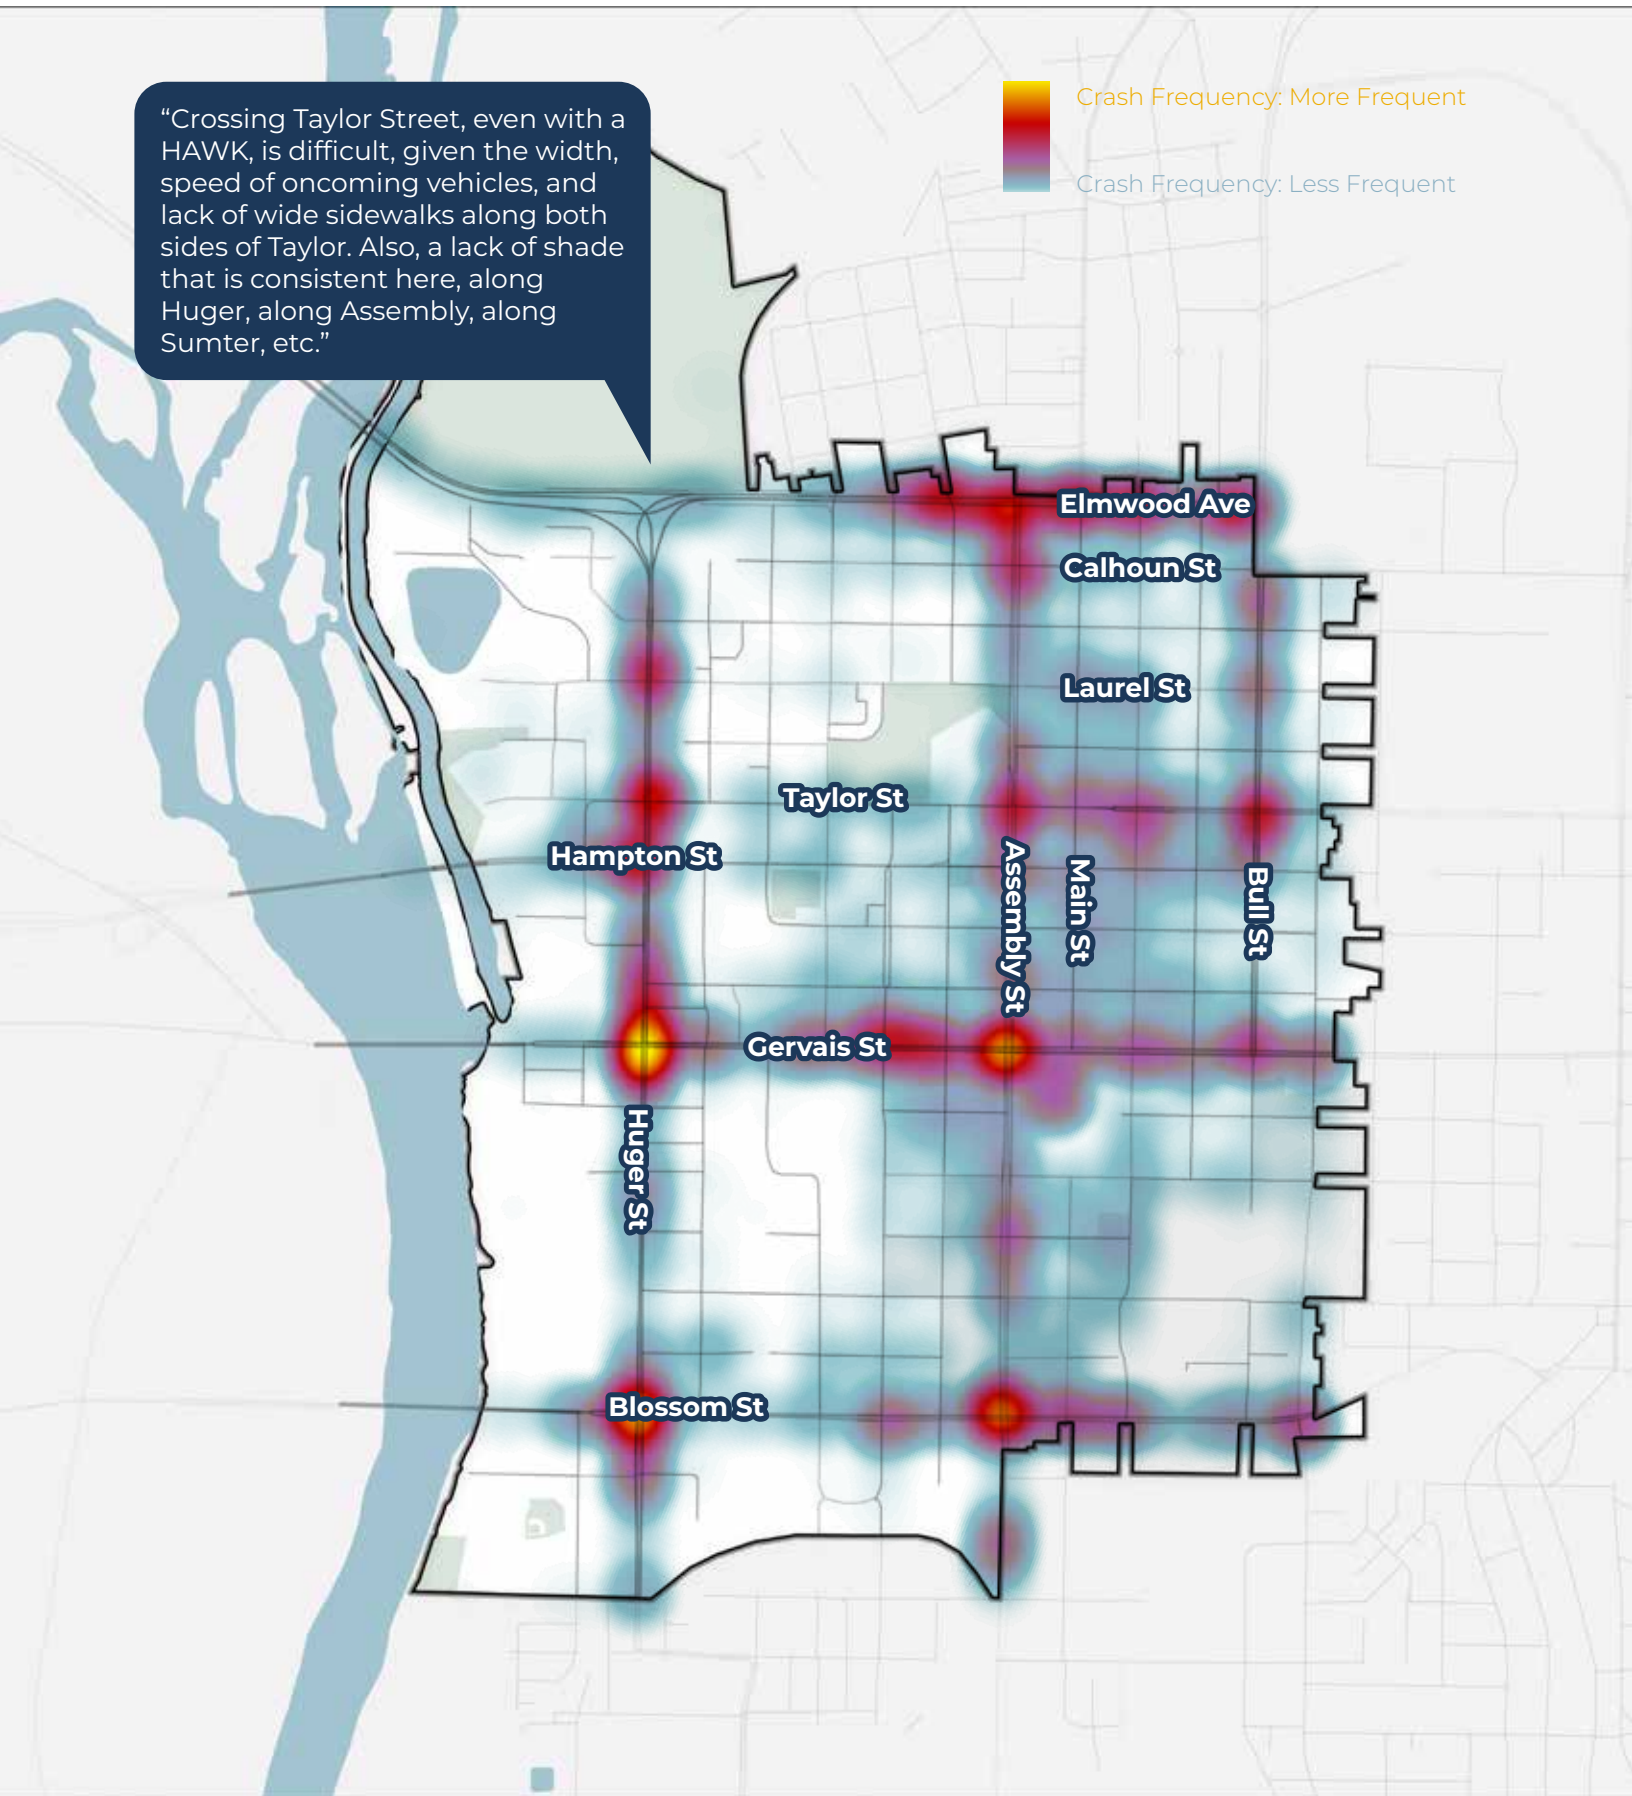 “Crossing Taylor Street, even with a
HAWK, is difficult, given the width,
speed of oncoming vehicles, and
lack of wide sidewalks along both
sides of Taylor. Also, a lack of shade
that is consistent here, along
Huger, along Assembly, along
Sumter, etc.”
Crash Frequency: More Frequent
Crash Frequency: Less Frequent
Elmwood Ave
Calhoun St
Laurel St
Taylor St
Hampton St
Assembly St
Main St
Bull St
Gervais St
Huger St
Blossom St